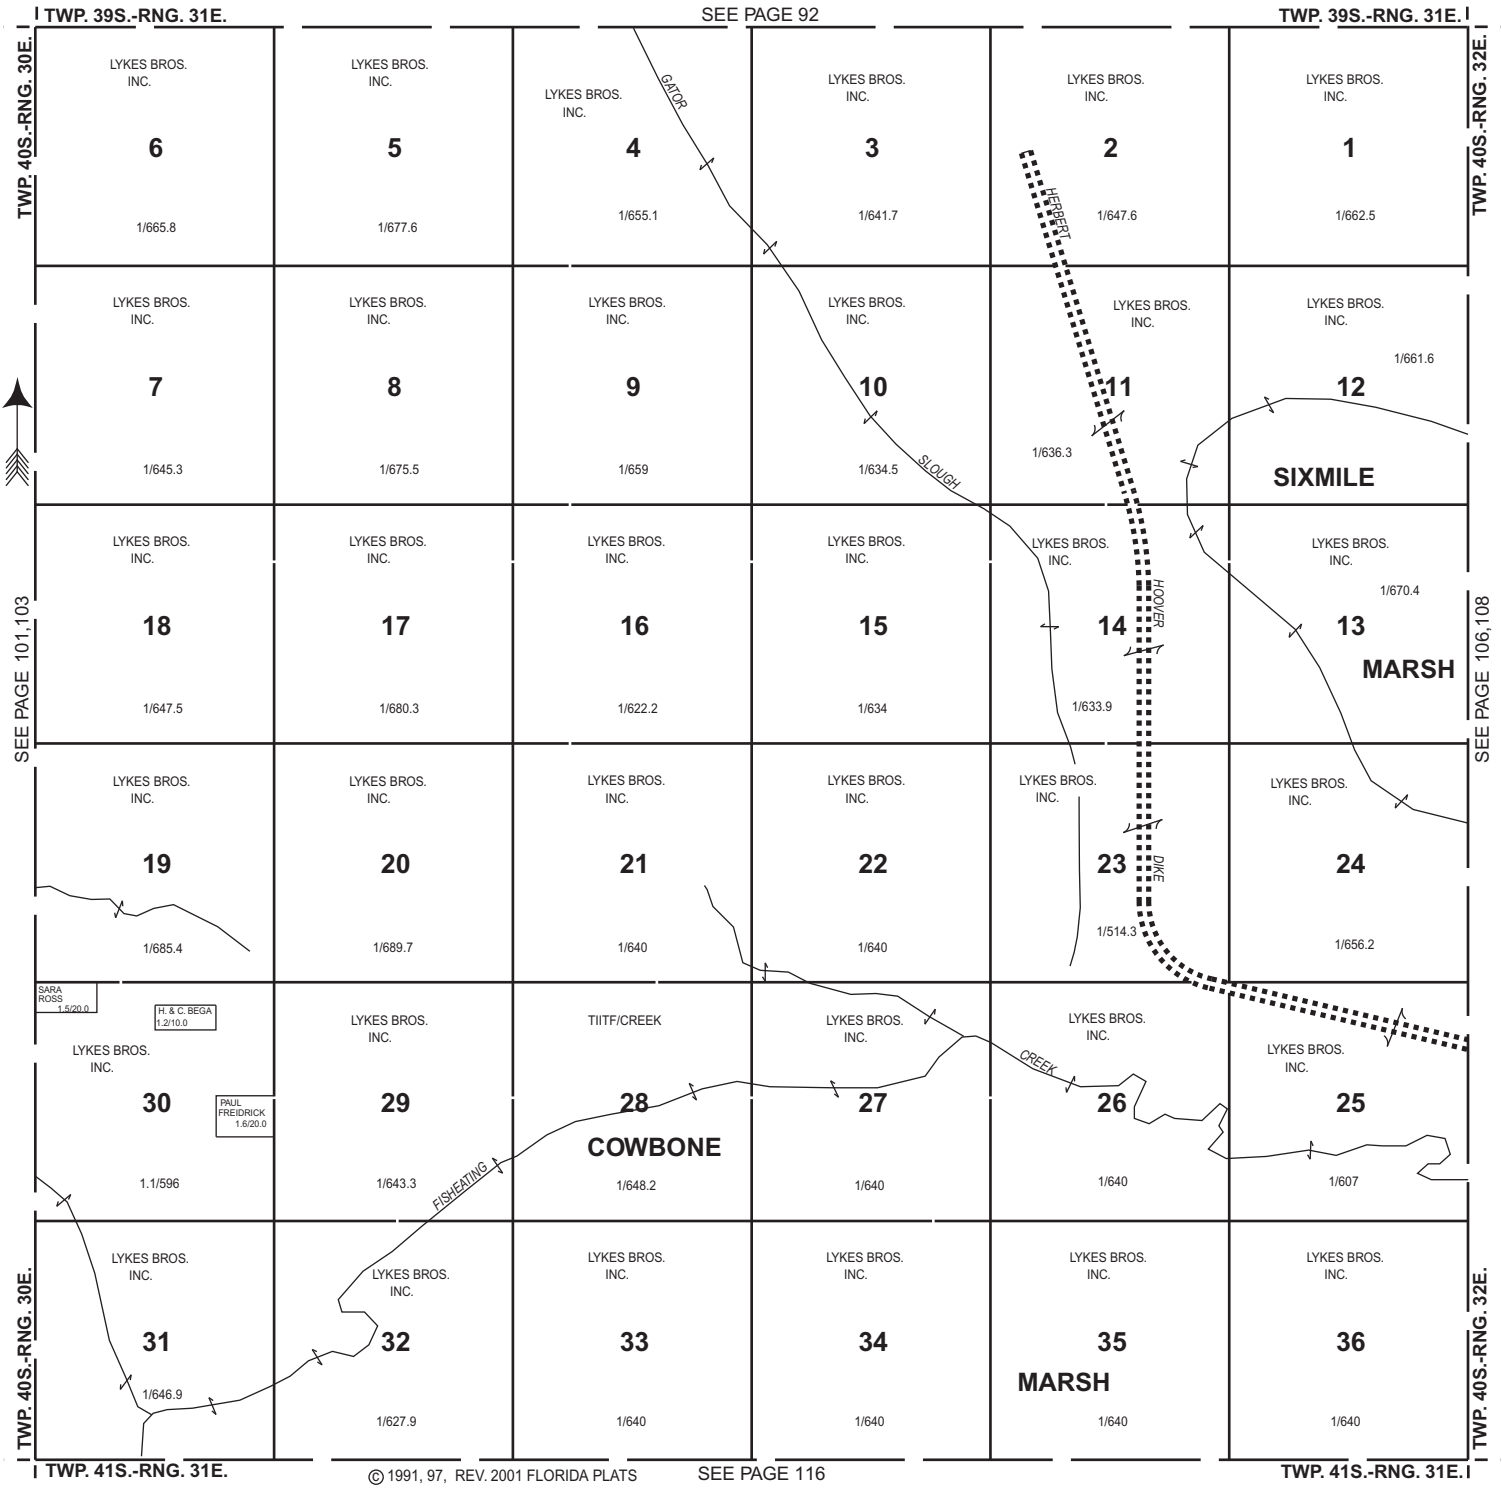 TWP. 39S.-RNG. 31E.
SEE PAGE 92
TWP. 39S.-RNG. 31E.
TWP. 40S.-RNG. 30E.
TWP. 40S.-RNG. 32E.
LYKES BROS.
INC.
6
1/665.8
LYKES BROS.
INC.
5
1/677.6
LYKES BROS.
INC.
4
1/655.1
GATOR
LYKES BROS.
INC.
3
1/641.7
LYKES BROS.
INC.
2
1/647.6
HERBERT
LYKES BROS.
INC.
1
1/662.5
LYKES BROS.
INC.
7
1/645.3
LYKES BROS.
INC.
8
1/675.5
LYKES BROS.
INC.
9
1/659
LYKES BROS.
INC.
10
1/634.5
SLOUGH
LYKES BROS.
INC.
11
1/636.3
LYKES BROS.
INC.
1/661.6
12
SIXMILE
SEE PAGE 101,103
SEE PAGE 106,108
LYKES BROS.
INC.
18
1/647.5
LYKES BROS.
INC.
17
1/680.3
LYKES BROS.
INC.
16
1/622.2
LYKES BROS.
INC.
15
1/634
LYKES BROS.
INC.
14
1/633.9
HOOVER
LYKES BROS.
INC.
1/670.4
13
MARSH
LYKES BROS.
INC.
19
1/685.4
LYKES BROS.
INC.
20
1/689.7
LYKES BROS.
INC.
21
1/640
LYKES BROS.
INC.
22
1/640
LYKES BROS.
INC.
23
1/514.3
DIKE
LYKES BROS.
INC.
24
1/656.2
SARA
ROSS
1.5/20.0
H. & C. BEGA
1.2/10.0
LYKES BROS.
INC.
30
PAUL
FREIDRICK
1.6/20.0
1.1/596
LYKES BROS.
INC.
29
1/643.3
FISHEATING
TIITF/CREEK
28
COWBONE
1/648.2
LYKES BROS.
INC.
27
1/640
LYKES BROS.
INC.
CREEK
26
1/640
LYKES BROS.
INC.
25
1/607
TWP. 40S.-RNG. 30E.
TWP. 40S.-RNG. 32E.
LYKES BROS.
INC.
31
1/646.9
LYKES BROS.
INC.
32
1/627.9
LYKES BROS.
INC.
33
1/640
LYKES BROS.
INC.
34
1/640
LYKES BROS.
INC.
35
MARSH
1/640
LYKES BROS.
INC.
36
1/640
TWP. 41S.-RNG. 31E.
© 1991, 97, REV. 2001 FLORIDA PLATS
SEE PAGE 116
TWP. 41S.-RNG. 31E.